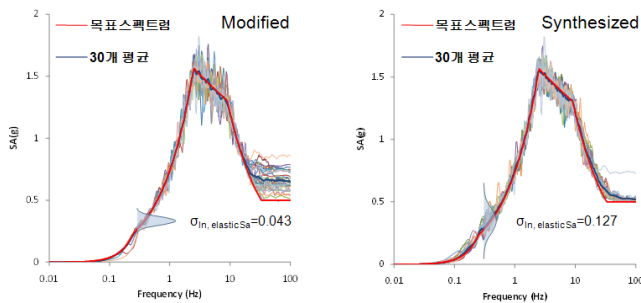 Modified
목표스펙트럼
30개 평균
2
1.5
1
0.5
0
SA(g)
σln, elasticSa=0.043
0.01
0.1
1
10
100
Frequency (Hz)
Synthesized
목표스펙트럼
30개 평균
2
1.5
1
0.5
0
SA(g)
σln, elasticSa=0.127
0.01
0.1
1
10
100
Frequency (Hz)